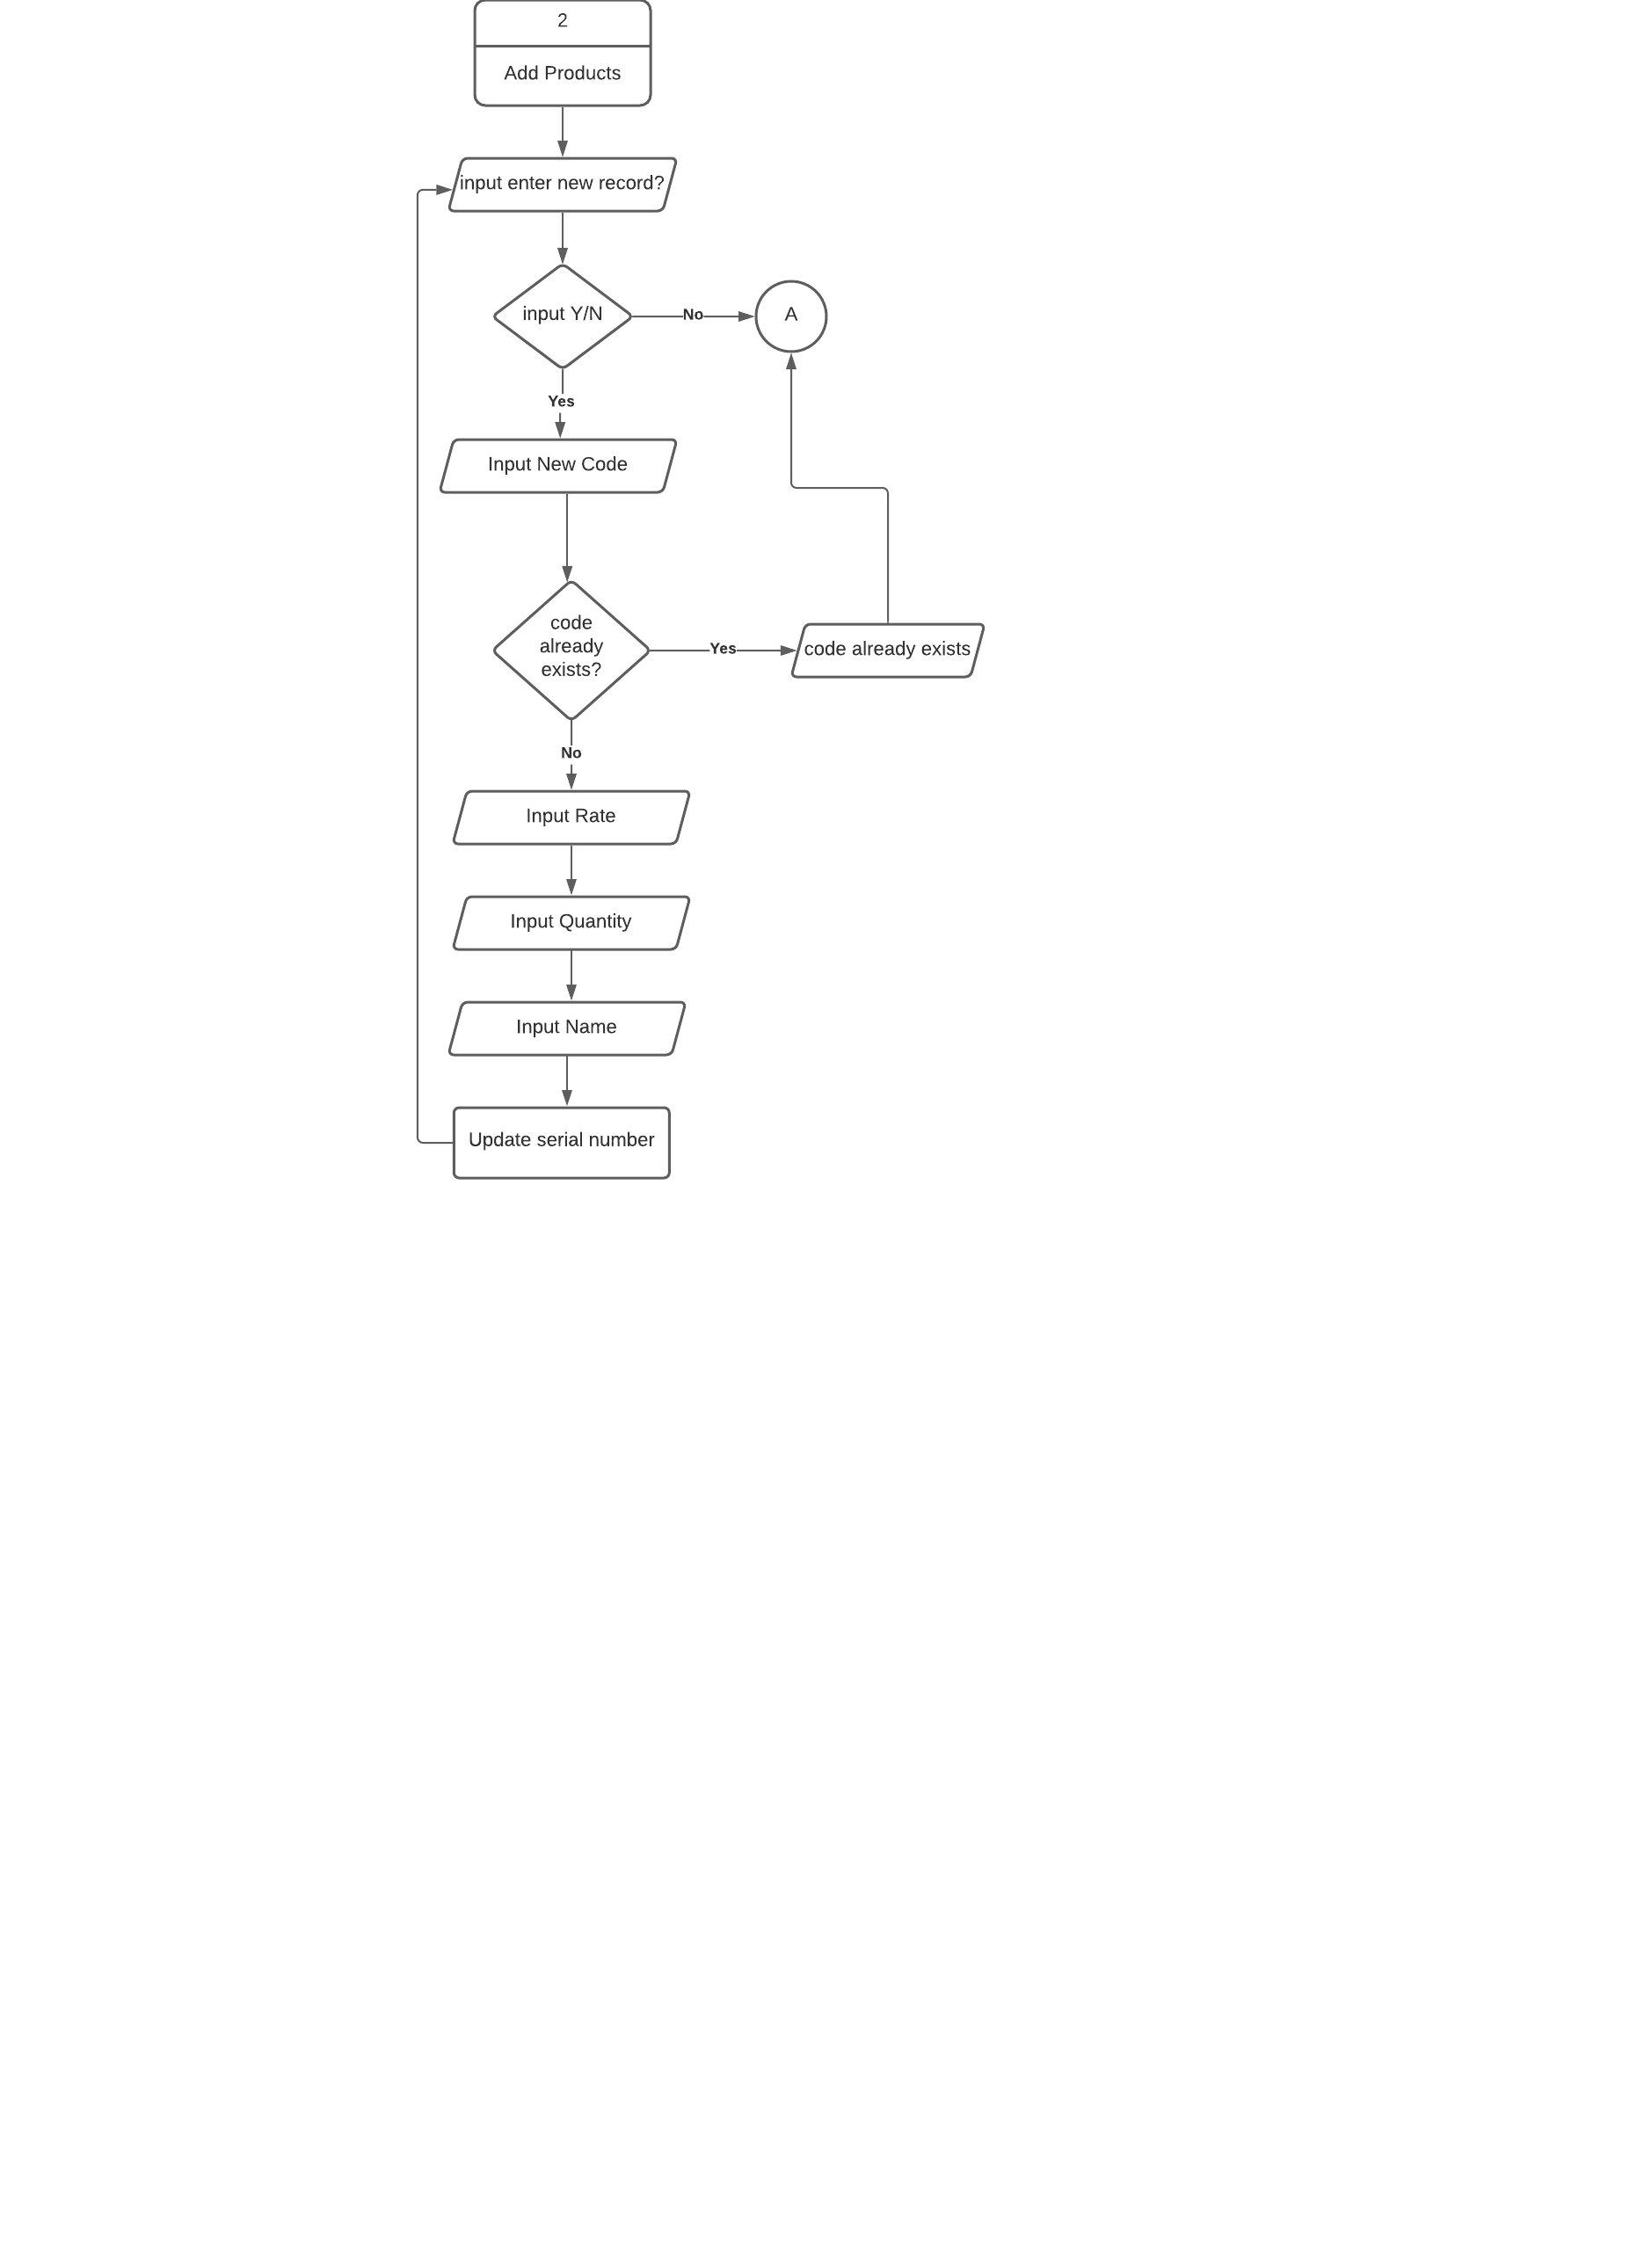 2
Add Products
input enter new record?
input Y/N
No
A
Yes
Input New Code
code
already
exists?
Yes
code already exists
No
Input Rate
Input Quantity
Input Name
Update serial number